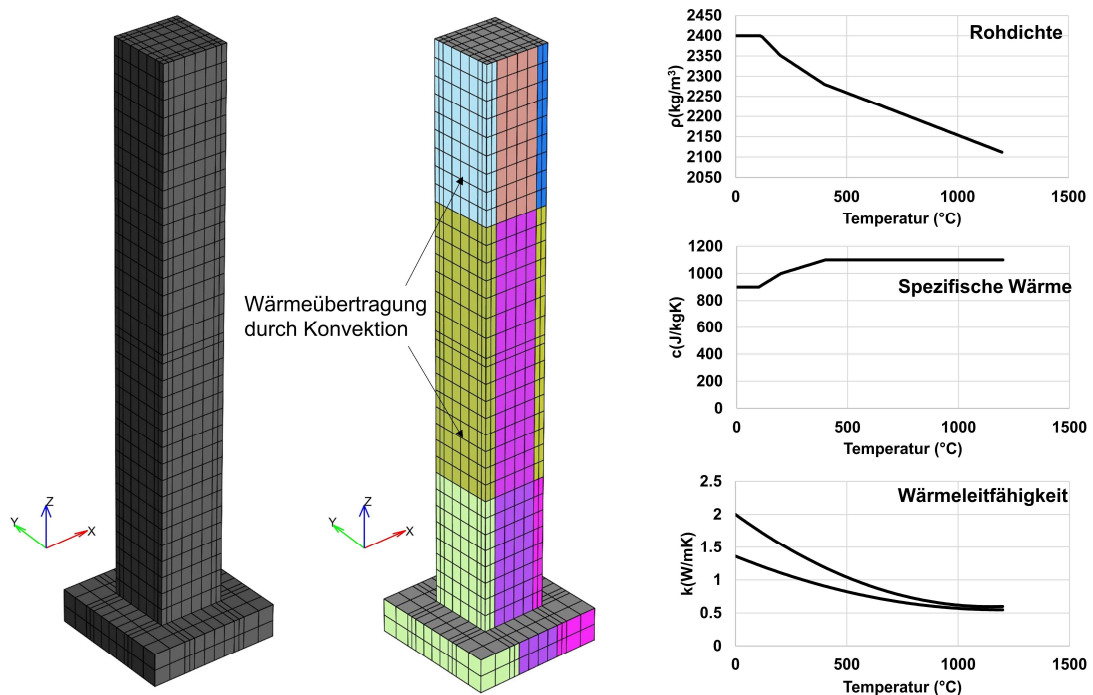 Wärmeübertragung
durch Konvektion
Z
Y
X
Z
Y
X
Rohdichte
ρ(kg/m³)
2450
2400
2350
2300
2250
2200
2150
2100
2050
0 500 1000 1500
Temperatur (°C)
Spezifische Wärme
c(J/kgK)
1200
1000
800
600
400
200
0
0 500 1000 1500
Temperatur (°C)
Wärmeleitfähigkeit
k(W/mK)
2.5
2
1.5
1
0.5
0
0 500 1000 1500
Temperatur (°C)